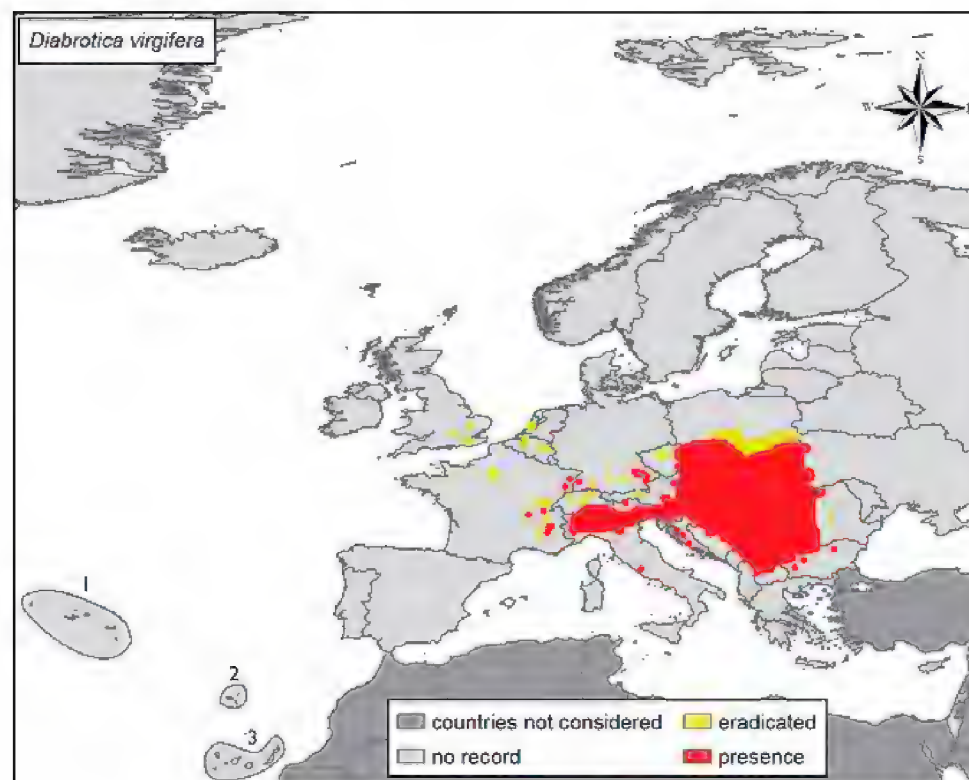 Diabrotica virgifera
N
W
S
1
2
3
countries not considered
eradicated
no record
presence